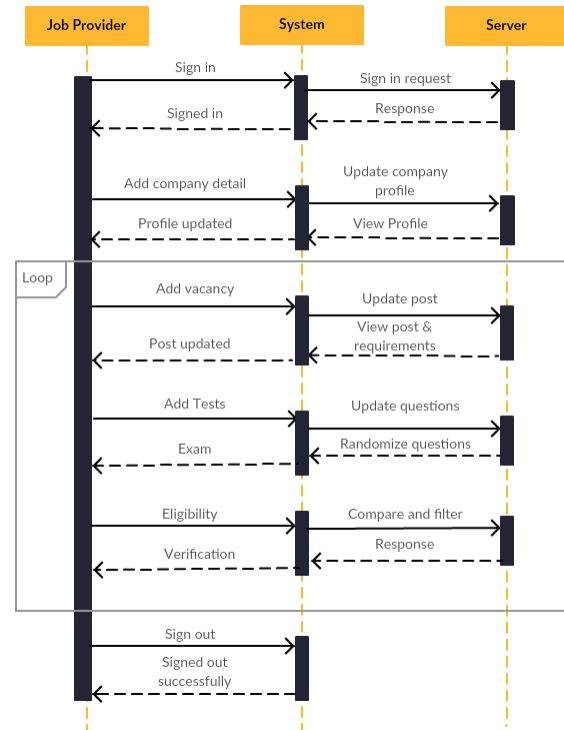 Job Provider
System
Server
Sign in
Sign in request
Signed in
Response
Add company detail
Update company
profile
Profile updated
View Profile
Loop
Add vacancy
Update post
Post updated
View post &
requirements
Add Tests
Update questions
Exam
Randomize questions
Eligibility
Compare and filter
Verification
Response
Sign out
Signed out
successfully